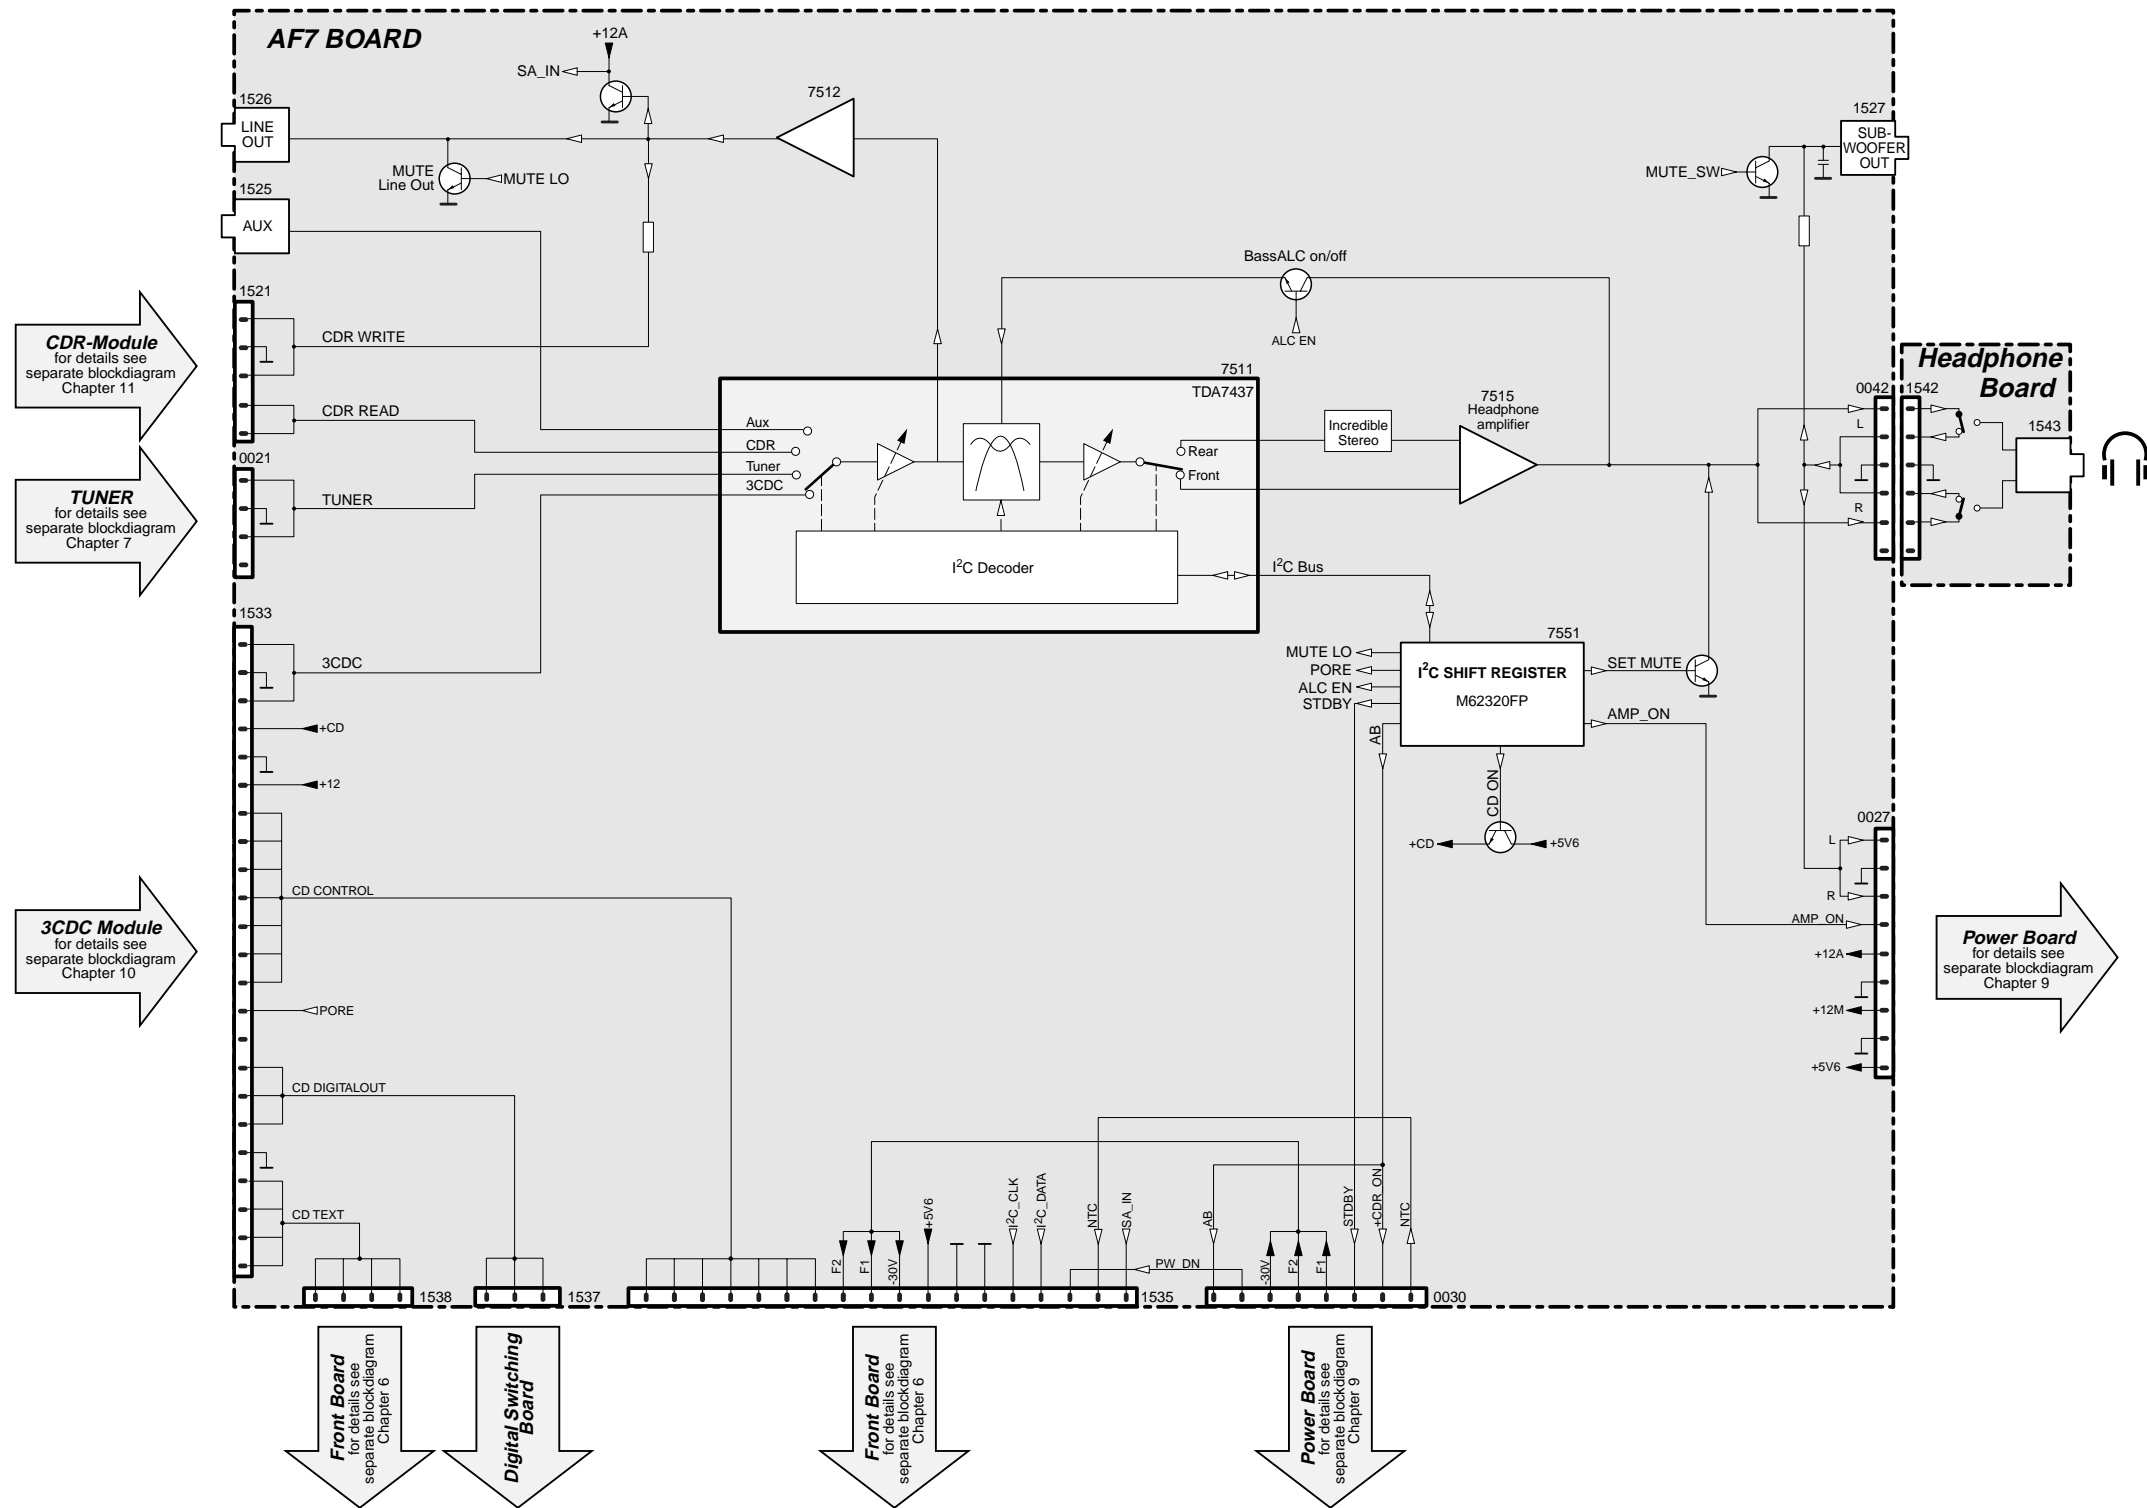 AF7 BOARD
+12A
SA_IN
7512
1526
LINE
OUT
MUTE
Line Out
MUTE LO
1525
AUX
1527
SUB-
WOOFER
OUT
MUTE_SW
BassALC on/off
ALC EN
CDR-Module
for details see
separate blockdiagram
Chapter 11
1521
CDR WRITE
CDR READ
TUNER
for details see
separate blockdiagram
Chapter 7
0021
TUNER
7511
TDA7437
Aux
CDR
Tuner
3CDC
Rear
Front
I²C Decoder
Incredible
Stereo
7515
Headphone
amplifier
Headphone
Board
0042
1542
L
R
1543
I²C Bus
1533
3CDC
+CD
+12
CD CONTROL
PORE
CD DIGITALOUT
CD TEXT
7551
I²C SHIFT REGISTER
M62320FP
MUTE LO
PORE
ALC EN
STDBY
AB
SET MUTE
AMP_ON
CD ON
+CD
+5V6
0027
L
R
AMP_ON
+12A
+12M
+5V6
3CDC Module
for details see
separate blockdiagram
Chapter 10
Power Board
for details see
separate blockdiagram
Chapter 9
F2
F1
-30V
+5V6
I²C_CLK
I²C_DATA
NTC
SA_IN
PW_DN
AB
-30V
F2
F1
STDBY
+CDR_ON
NTC
1538
1537
1535
0030
Front Board
for details see
separate blockdiagram
Chapter 6
Digital Switching
Board
Front Board
for details see
separate blockdiagram
Chapter 6
Power Board
for details see
separate blockdiagram
Chapter 9